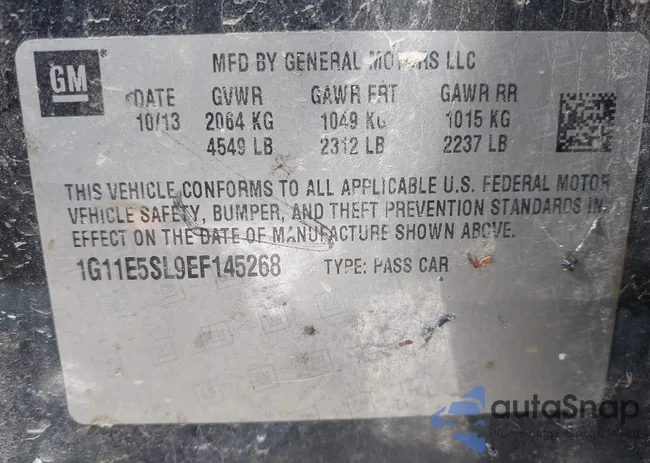 GM
MFD BY GENERAL MOTORS LLC
DATE GVWR GAWR FRT GAWR RR
10/13 2064 KG 1049 KG 1015 KG
4549 LB 2312 LB 2237 LB
THIS VEHICLE CONFORMS TO ALL APPLICABLE U.S. FEDERAL MOTOR
VEHICLE SAFETY, BUMPER, AND THEFT PREVENTION STANDARDS IN
EFFECT ON THE DATE OF MANUFACTURE SHOWN ABOVE.
1G11E5SL9EF145268 TYPE: PASS CAR
autoSnap